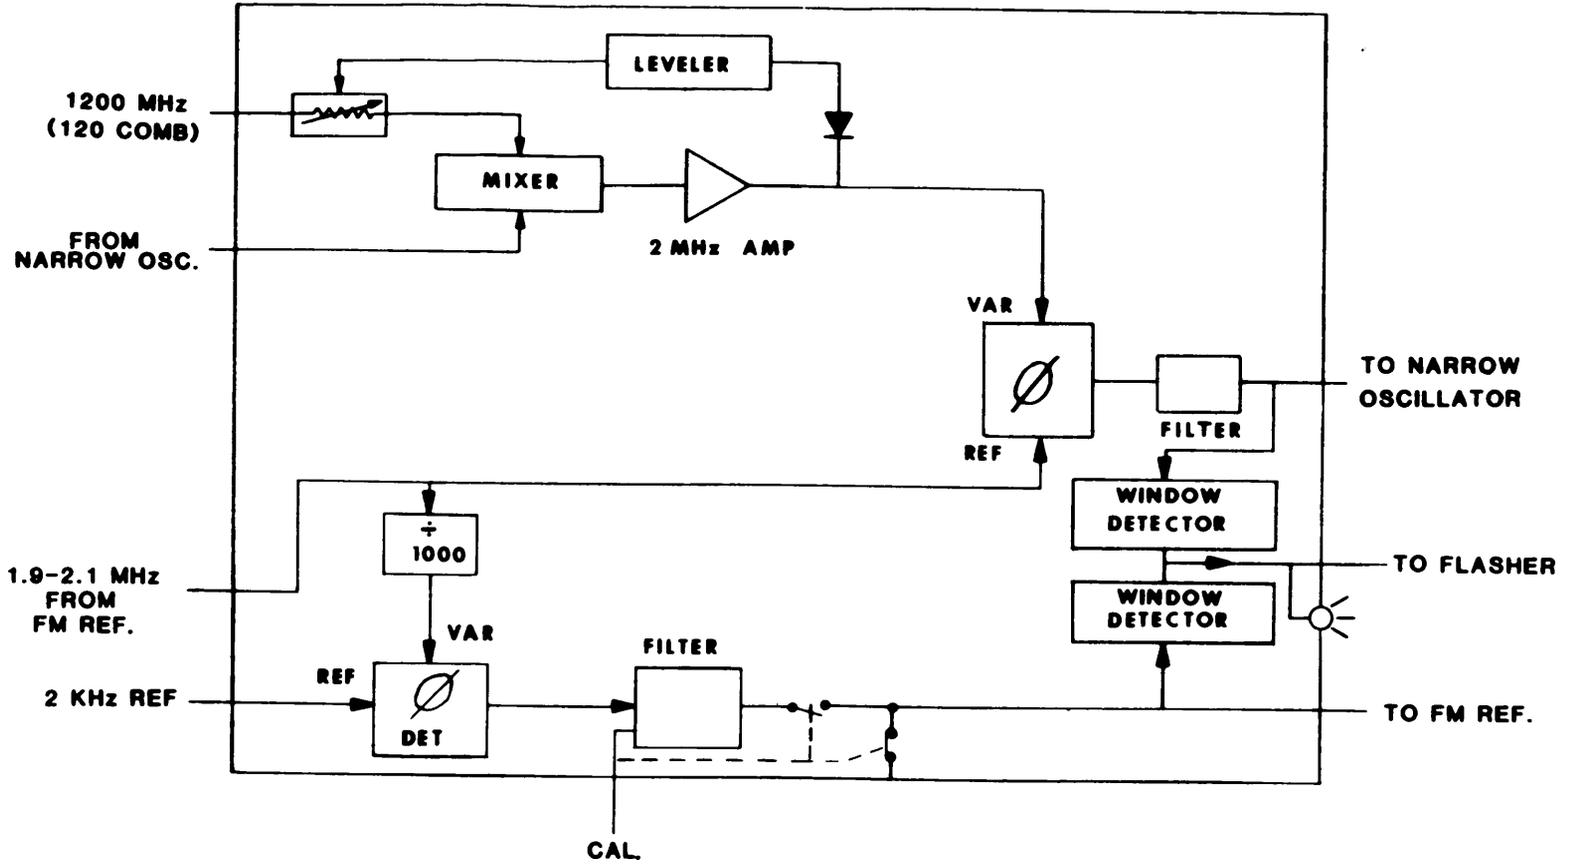 LEVELER
1200 MHz
(120 COMB)
MIXER
FROM
NARROW OSC.
2 MHz AMP
VAR
Ø
REF
FILTER
TO NARROW
OSCILLATOR
WINDOW
DETECTOR
÷
1000
TO FLASHER
1.9-2.1 MHz
FROM
FM REF.
WINDOW
DETECTOR
VAR
FILTER
REF
2 KHz REF
Ø
DET
TO FM REF.
CAL.